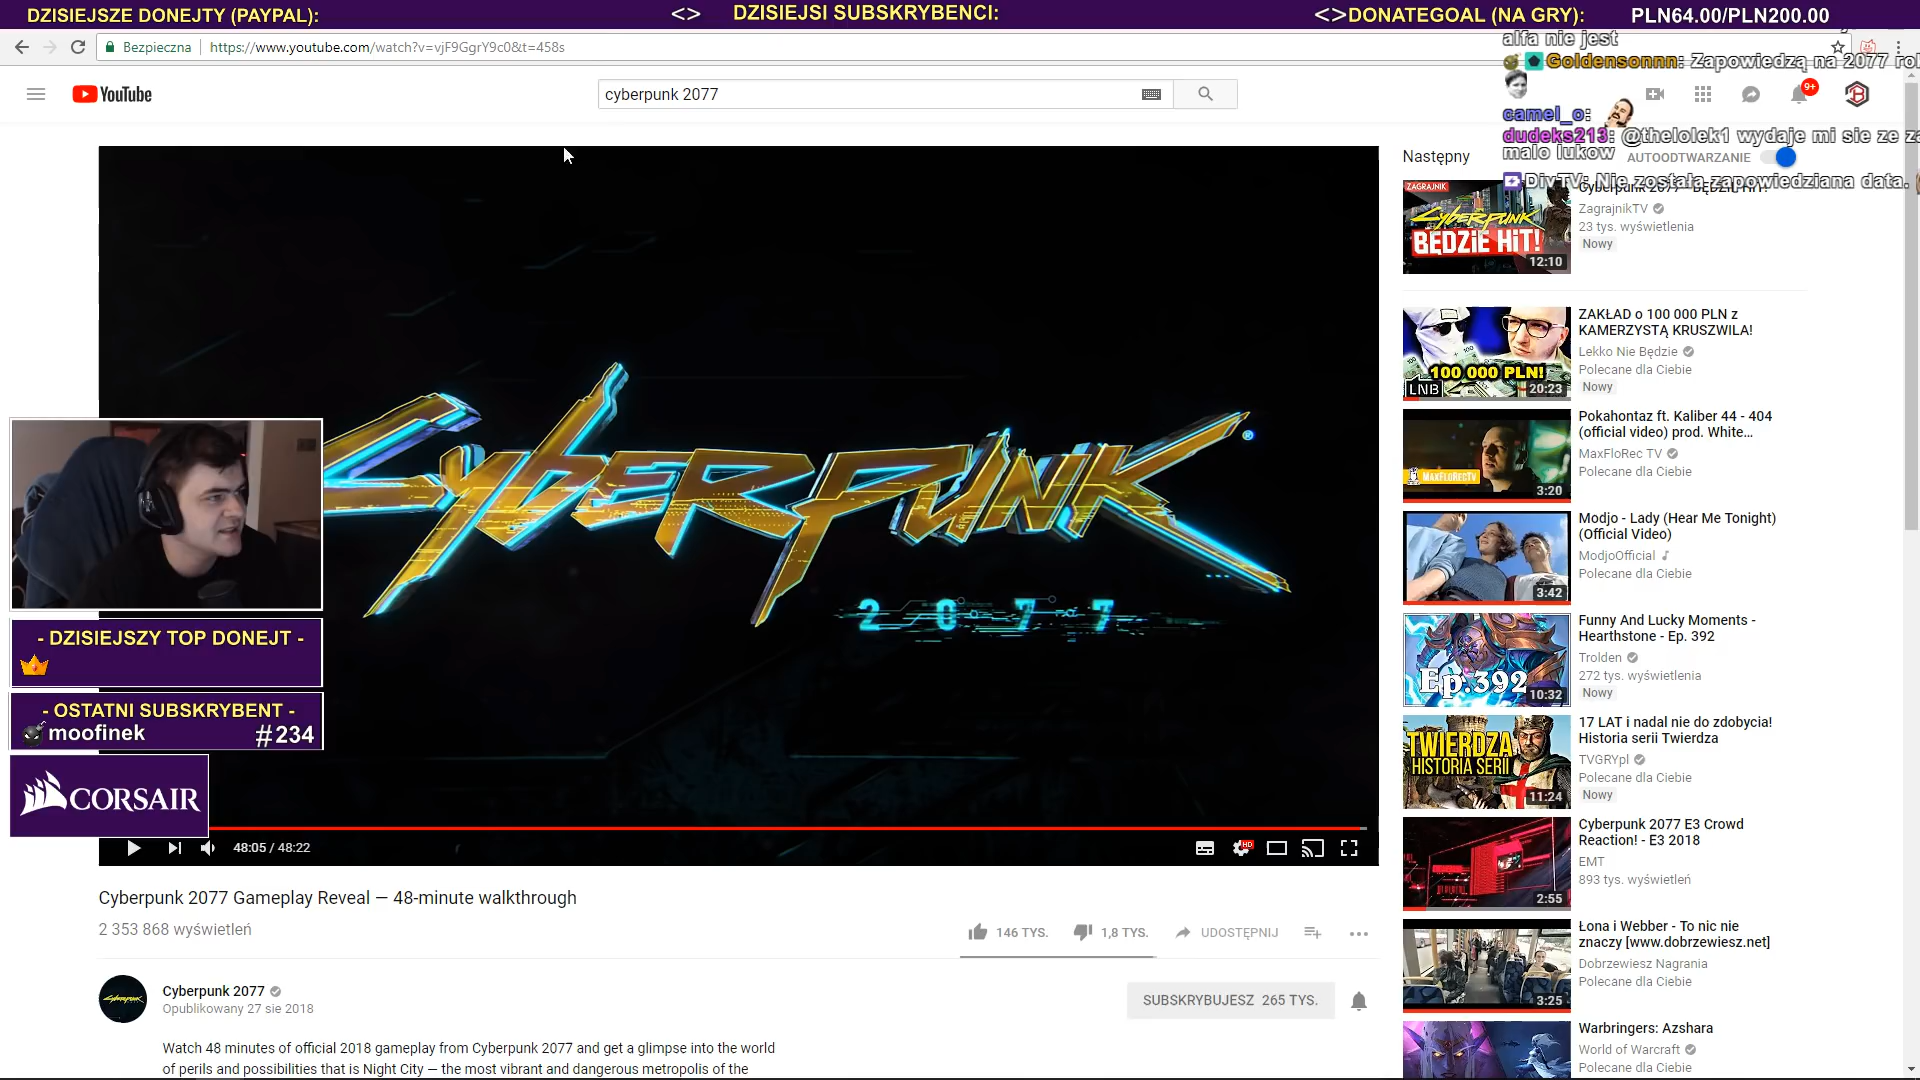 DZISIEJSZE DONEJTY (PAYPAL):
<> DZISIEJSI SUBSKRYBENCI:
<>DONATEGOAL (NA GRY): PLN64.00/PLN200.00
Bezpieczna https://www.youtube.com/watch?v=vjF9GgrY9c0&t=458s
alfa nie jest
Goldensonnn: Zapowiedzą na 2077 rok
YouTube
cyberpunk 2077
9+
camel_o:
dudeks213: @thelolek1 wydaje mi sie ze za
malo lukow
DivTV: Nie została zapowiedziana data.
Następny
AUTOODTWARZANIE
ZAGRAJNIK
CYBERPUNK
BĘDZIE HIT!
12:10
Cyberpunk 2077 - BĘDZIE HIT!
ZagrajnikTV
23 tys. wyświetlenia
Nowy
100 000 PLN!
LNB
20:23
ZAKŁAD o 100 000 PLN z
KAMERZYSTĄ KRUSZWILA!
Lekko Nie Będzie
Polecane dla Ciebie
Nowy
MAXFLORECTV
3:20
Pokahontaz ft. Kaliber 44 - 404
(official video) prod. White...
MaxFloRec TV
Polecane dla Ciebie
3:42
Modjo - Lady (Hear Me Tonight)
(Official Video)
ModjoOfficial
Polecane dla Ciebie
Ep.392
10:32
Funny And Lucky Moments -
Hearthstone - Ep. 392
Trolden
272 tys. wyświetlenia
Nowy
TWIERDZA
HISTORIA SERII
11:24
17 LAT i nadal nie do zdobycia!
Historia serii Twierdza
TVGRYpl
Polecane dla Ciebie
Nowy
2:55
Cyberpunk 2077 E3 Crowd
Reaction! - E3 2018
EMT
893 tys. wyświetleń
3:25
Łona i Webber - To nic nie
znaczy [www.dobrzewiesz.net]
Dobrzewiesz Nagrania
Polecane dla Ciebie
Warbringers: Azshara
World of Warcraft
Polecane dla Ciebie
CYBERPUNK®
2077
- DZISIEJSZY TOP DONEJT -
- OSTATNI SUBSKRYBENT -
moofinek #234
CORSAIR
48:05 / 48:22
HD
Cyberpunk 2077 Gameplay Reveal — 48-minute walkthrough
2 353 868 wyświetleń
146 TYS. 1,8 TYS. UDOSTĘPNIJ
Cyberpunk 2077
Opublikowany 27 sie 2018
SUBSKRYBUJESZ 265 TYS.
Watch 48 minutes of official 2018 gameplay from Cyberpunk 2077 and get a glimpse into the world
of perils and possibilities that is Night City — the most vibrant and dangerous metropolis of the